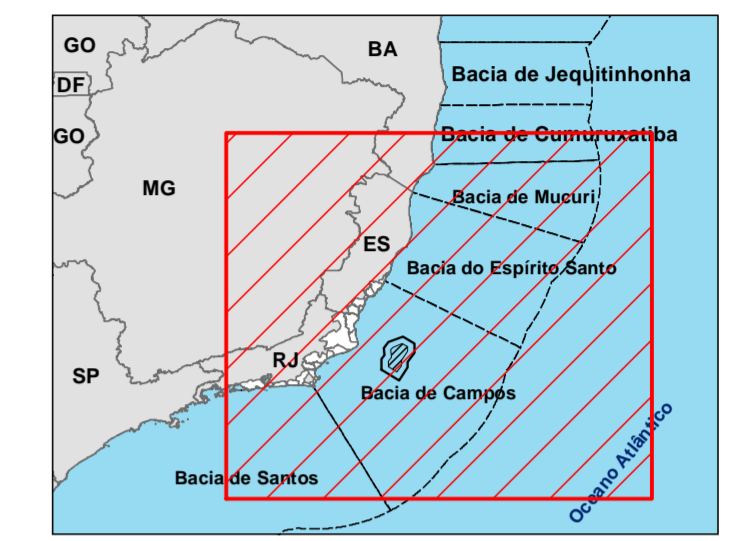 GO
BA
Bacia de Jequitinhonha
DF
GO
Bacia de Cumuruxatiba
MG
Bacia de Mucuri
ES
Bacia do Espírito Santo
RJ
SP
Bacia de Campos
Bacia de Santos
Oceano Atlântico